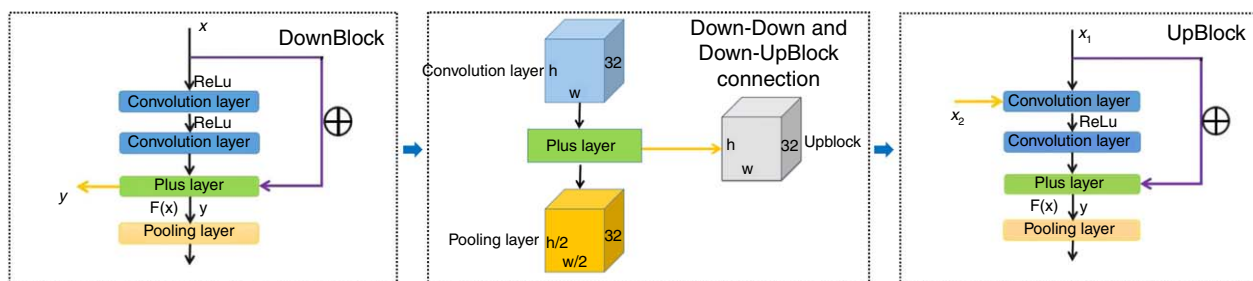 x
DownBlock
ReLu
Convolution layer
ReLu
Convolution layer
y
Plus layer
F(x) y
Pooling layer
Down-Down and
Down-UpBlock
connection
Convolution layer
h
32
w
Plus layer
h
32
Upblock
w
Pooling layer
h/2
32
w/2
x1
UpBlock
x2
Convolution layer
ReLu
Convolution layer
Plus layer
F(x) y
Pooling layer